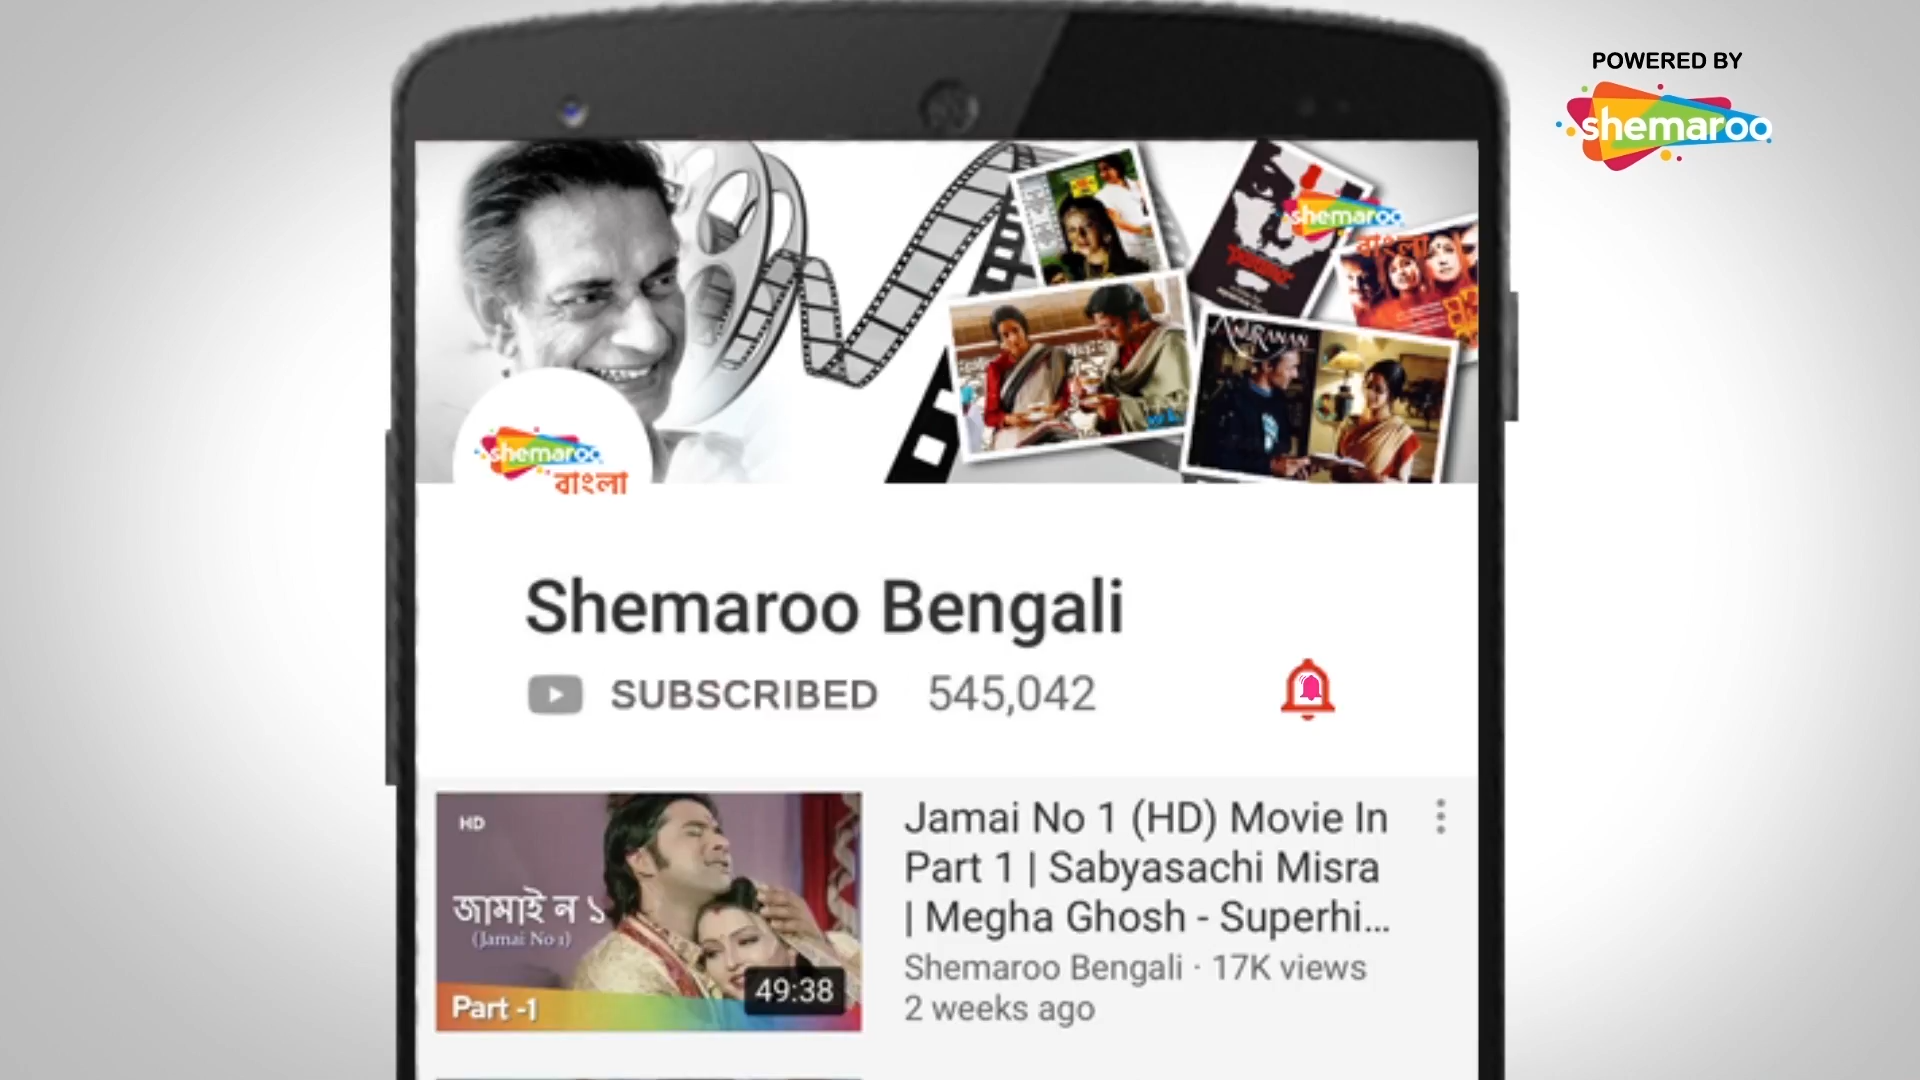 POWERED BY
shemaroo
shemaroo
বাংলা
ANURANAN
shemaroo
বাংলা
Shemaroo Bengali
SUBSCRIBED 545,042
HD
জামাই ন ১
(Jamai No 1)
Part -1
49:38
Jamai No 1 (HD) Movie In
Part 1 | Sabyasachi Misra
| Megha Ghosh - Superhi...
Shemaroo Bengali · 17K views
2 weeks ago